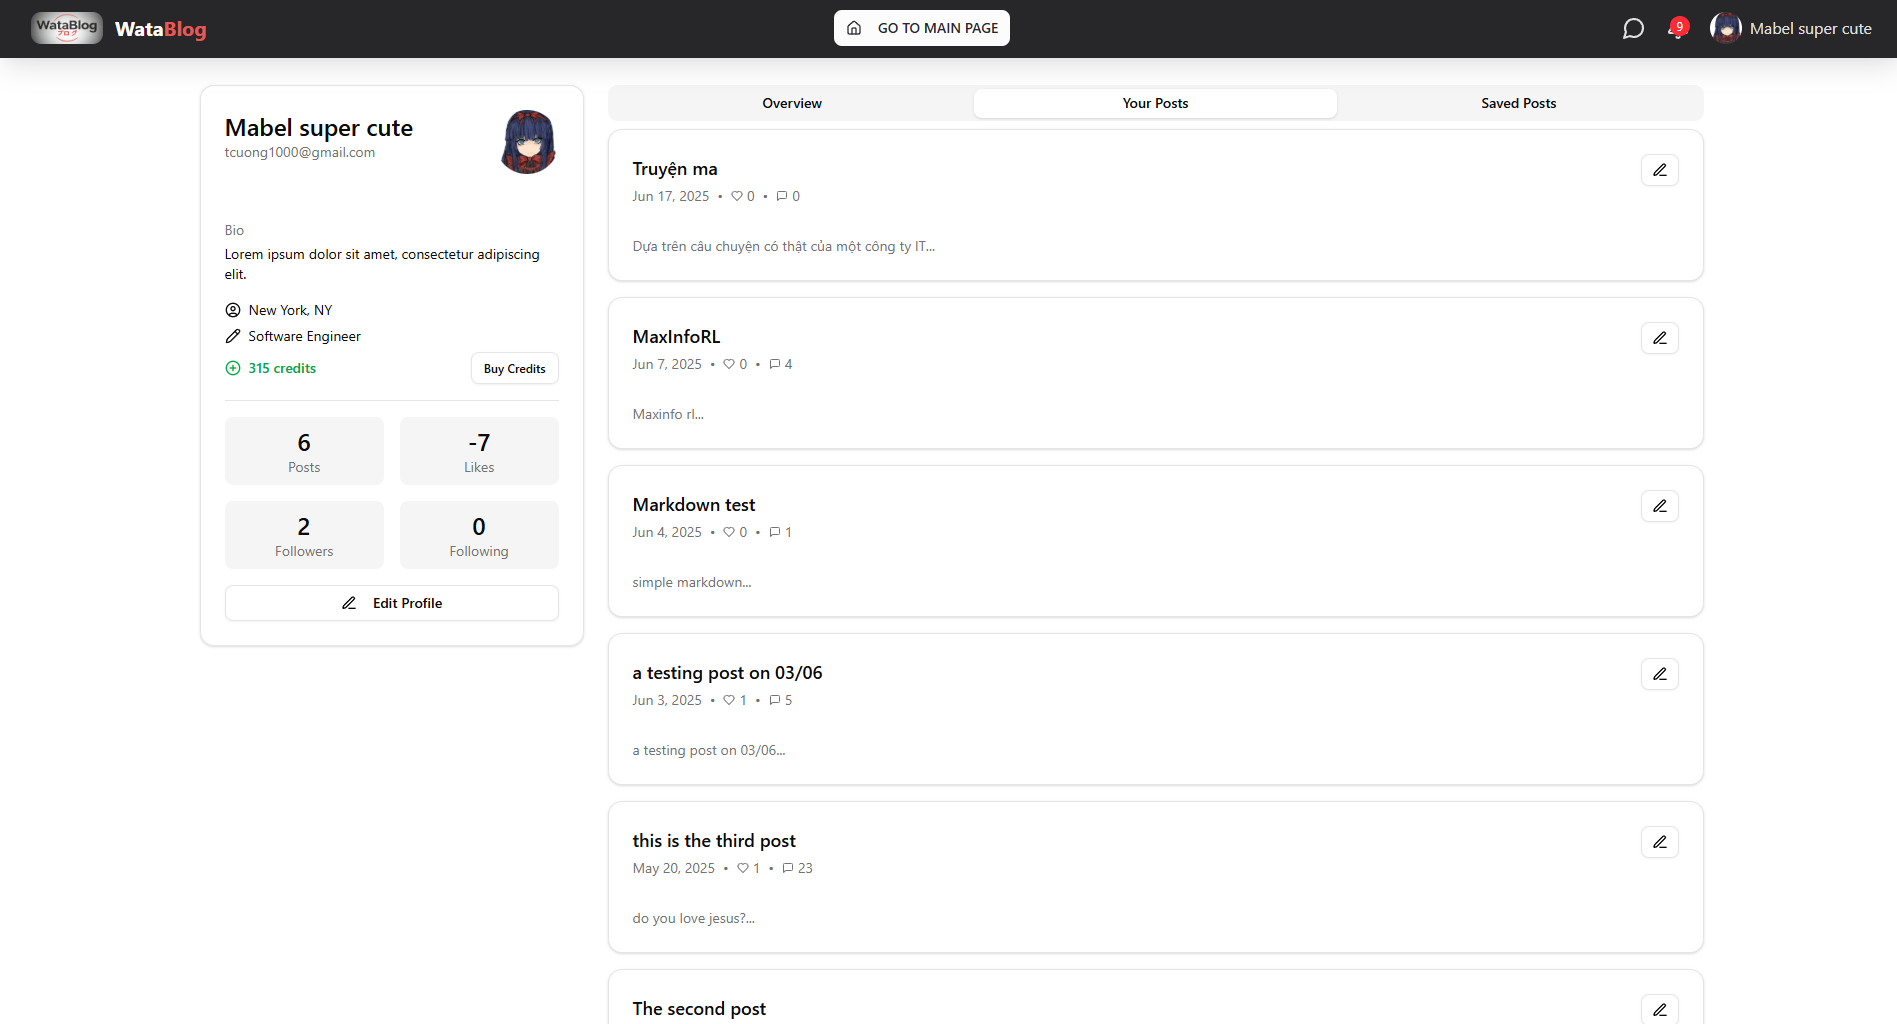 WataBlog
ブログ
WataBlog
GO TO MAIN PAGE
9
Mabel super cute
Mabel super cute
tcuong1000@gmail.com
Bio
Lorem ipsum dolor sit amet, consectetur adipiscing
elit.
New York, NY
Software Engineer
315 credits
Buy Credits
6
Posts
-7
Likes
2
Followers
0
Following
Edit Profile
Overview
Your Posts
Saved Posts
Truyện ma
Jun 17, 2025 • 0 • 0
Dựa trên câu chuyện có thật của một công ty IT...
MaxInfoRL
Jun 7, 2025 • 0 • 4
Maxinfo rl...
Markdown test
Jun 4, 2025 • 0 • 1
simple markdown...
a testing post on 03/06
Jun 3, 2025 • 1 • 5
a testing post on 03/06...
this is the third post
May 20, 2025 • 1 • 23
do you love jesus?...
The second post